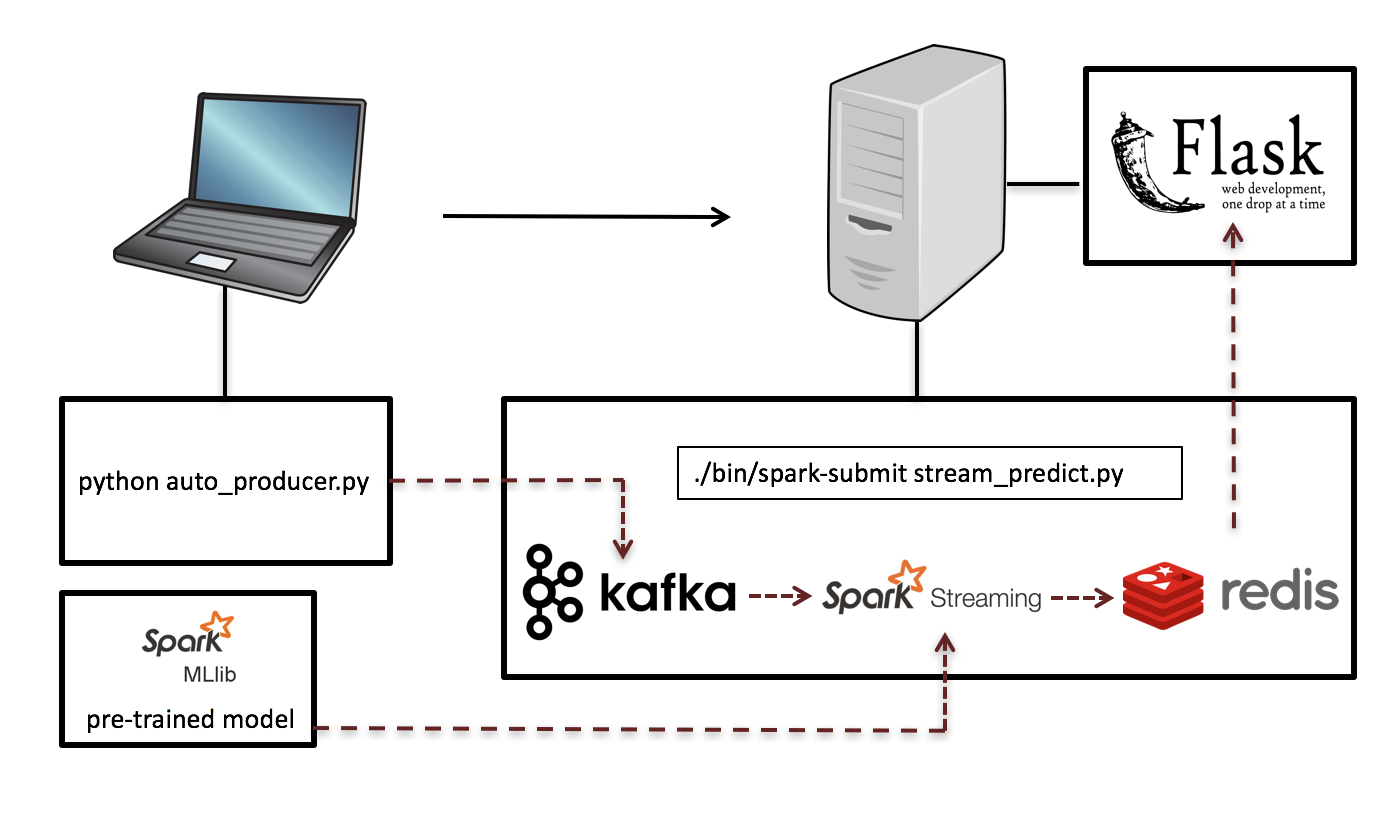 Flask
web development,
one drop at a time
python auto_producer.py
./bin/spark-submit stream_predict.py
kafka
Spark Streaming
redis
Spark
MLlib
pre-trained model